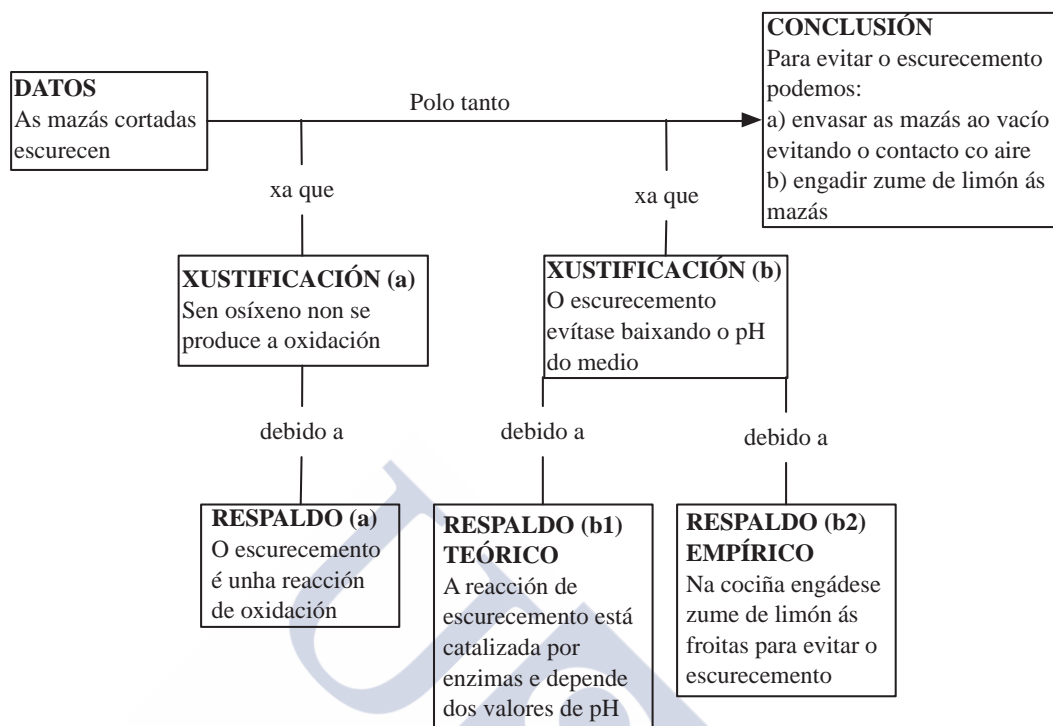 DATOS
As mazás cortadas
escurecen
Polo tanto
CONCLUSIÓN
Para evitar o escurecemento
podemos:
a) envasar as mazás ao vacío
evitando o contacto co aire
b) engadir zume de limón ás
mazás
xa que
xa que
XUSTIFICACIÓN (a)
Sen osíxeno non se
produce a oxidación
XUSTIFICACIÓN (b)
O escurecemento
evítase baixando o pH
do medio
debido a
debido a
debido a
RESPALDO (a)
O escurecemento
é unha reacción
de oxidación
RESPALDO (b1)
TEÓRICO
A reacción de
escurecemento está
catalizada por
enzimas e depende
dos valores de pH
RESPALDO (b2)
EMPÍRICO
Na cociña engádese
zume de limón ás
froitas para evitar o
escurecemento